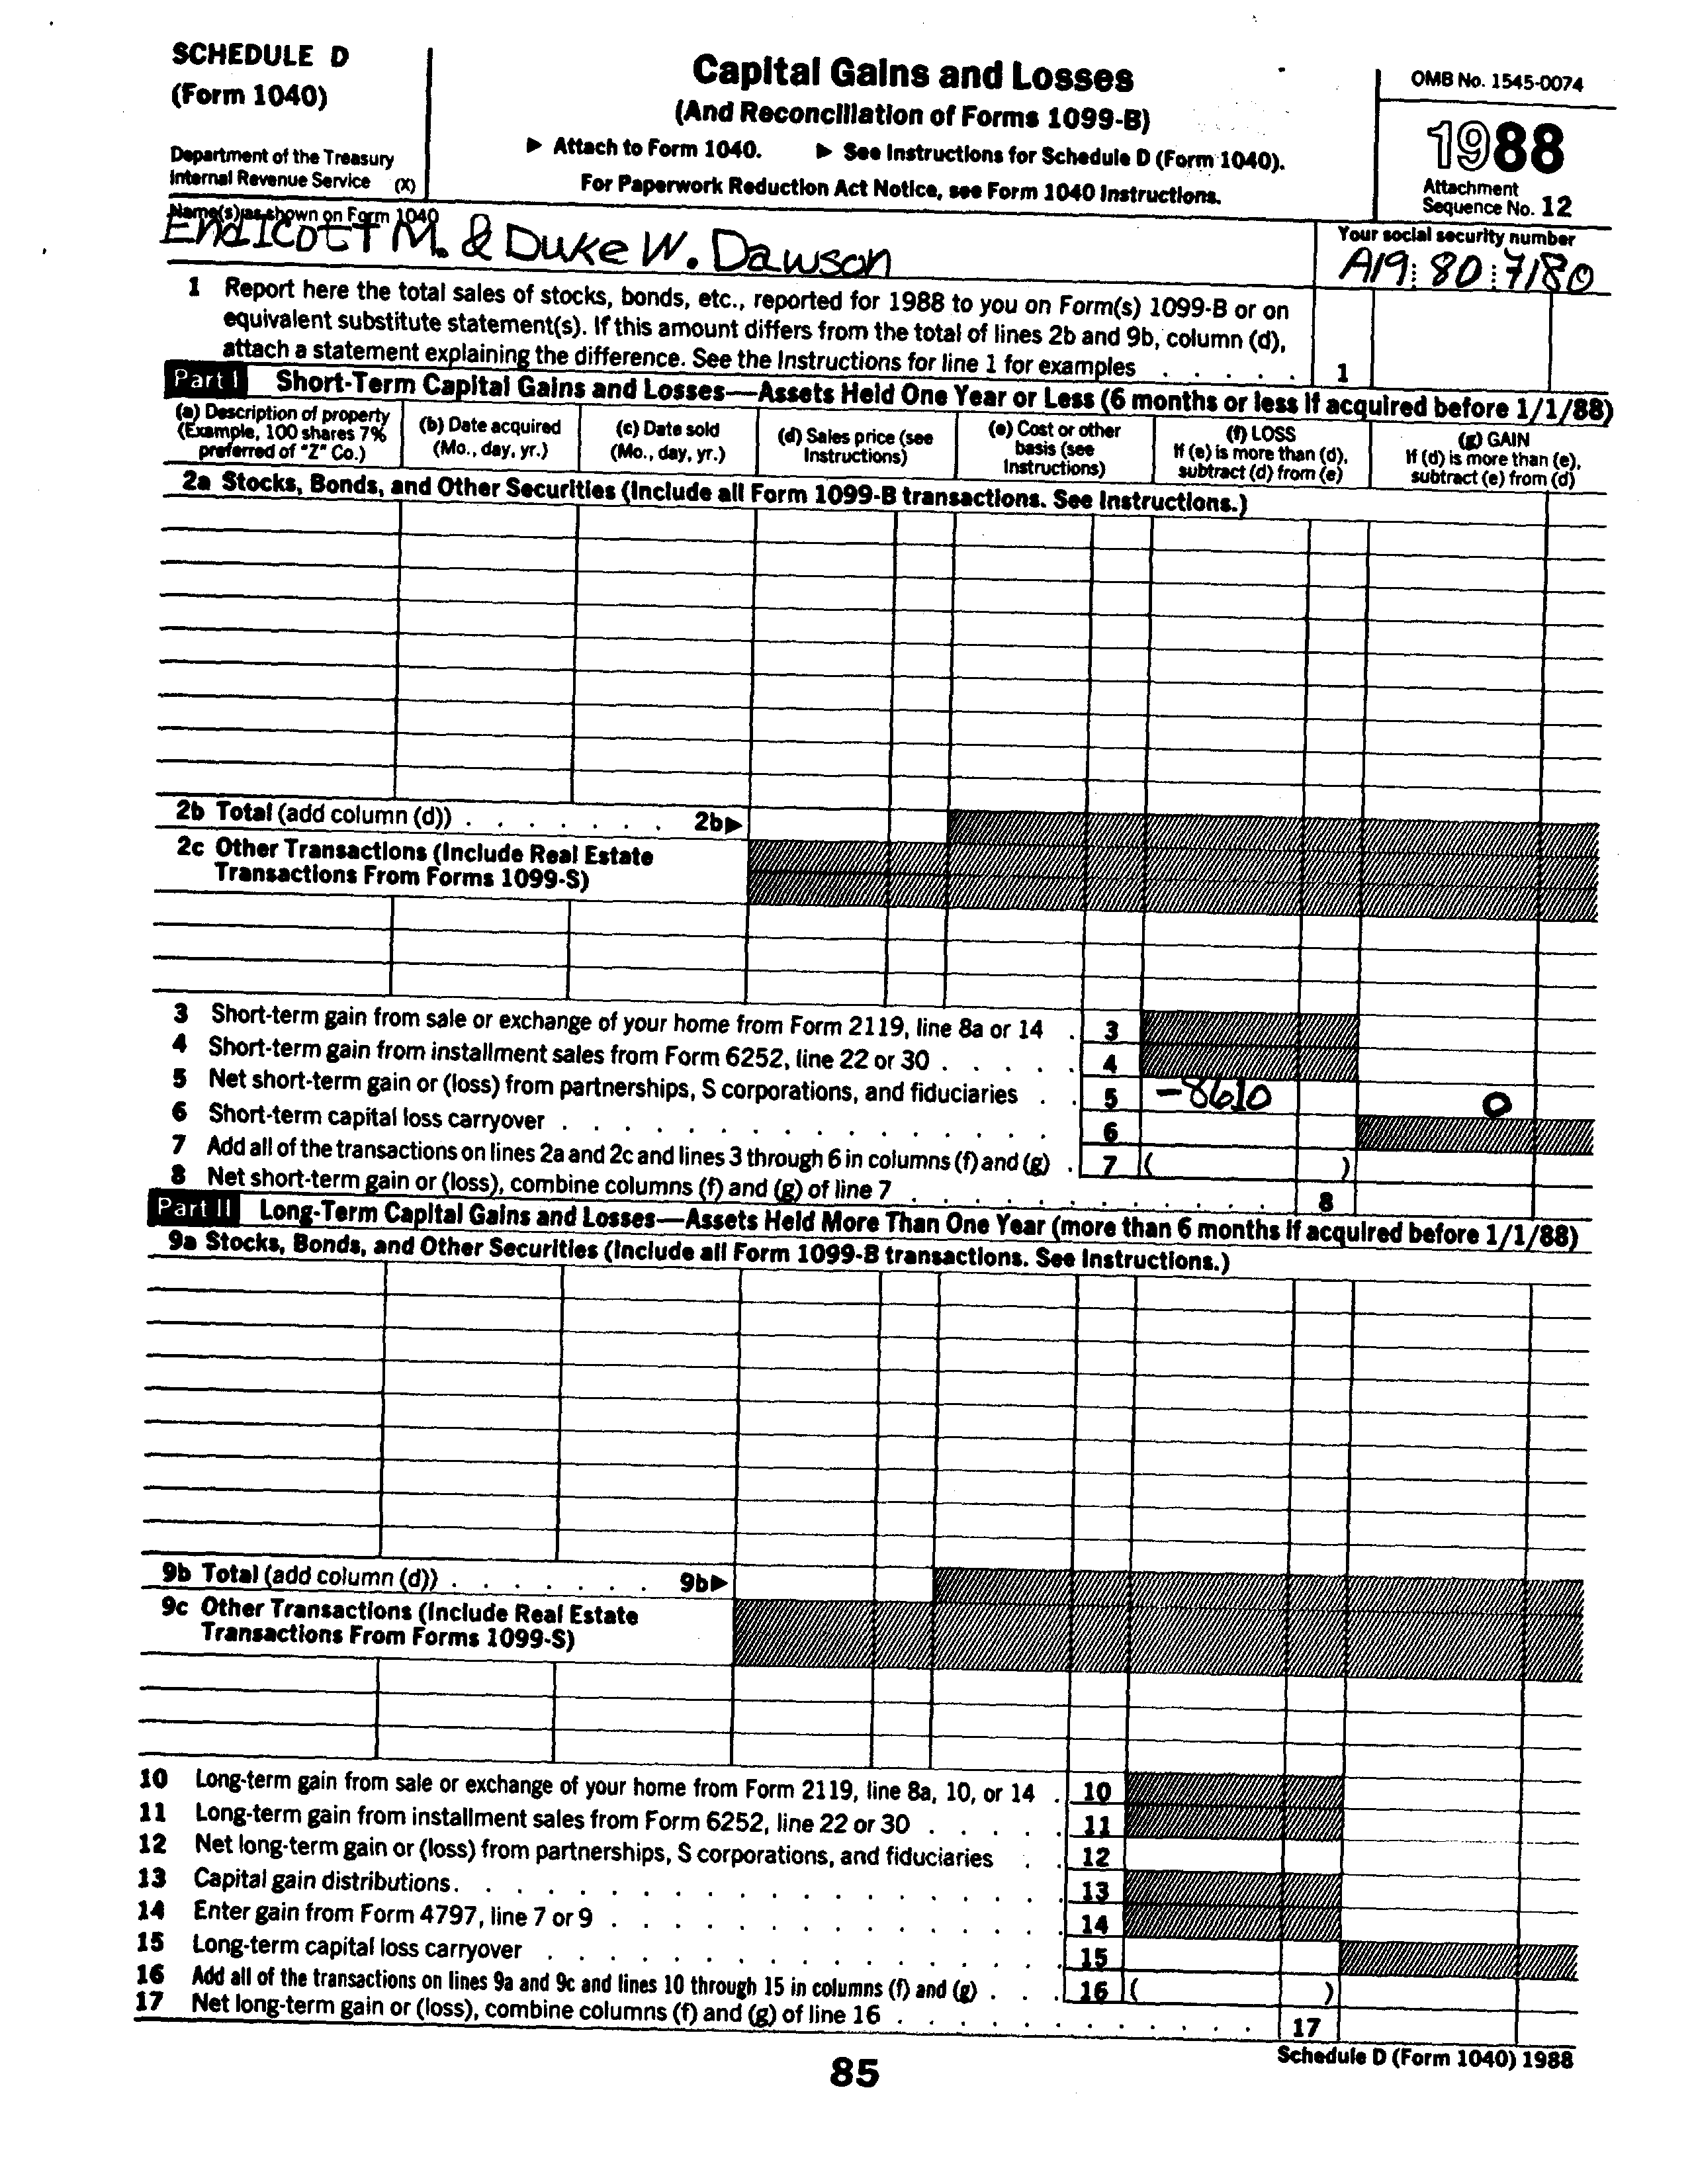 SCHEDULE D
(Form 1040)
Department of the Treasury
Internal Revenue Service (X)
Capital Gains and Losses
(And Reconciliation of Forms 1099-B)
▶ Attach to Form 1040. ▶ See Instructions for Schedule D (Form 1040).
For Paperwork Reduction Act Notice, see Form 1040 Instructions.
OMB No. 1545-0074
1988
Attachment
Sequence No. 12
Name(s) as shown on Form 1040
Endicott M. & Duke W. Dawson
Your social security number
A19 80 7180
1 Report here the total sales of stocks, bonds, etc., reported for 1988 to you on Form(s) 1099-B or on
equivalent substitute statement(s). If this amount differs from the total of lines 2b and 9b, column (d),
attach a statement explaining the difference. See the Instructions for line 1 for examples . . . . . 1
Part I Short-Term Capital Gains and Losses—Assets Held One Year or Less (6 months or less if acquired before 1/1/88)
(a) Description of property
(Example, 100 shares 7%
preferred of "Z" Co.)
(b) Date acquired
(Mo., day, yr.)
(c) Date sold
(Mo., day, yr.)
(d) Sales price (see
Instructions)
(e) Cost or other
basis (see
Instructions)
(f) LOSS
If (e) is more than (d),
subtract (d) from (e)
(g) GAIN
If (d) is more than (e),
subtract (e) from (d)
2a Stocks, Bonds, and Other Securities (Include all Form 1099-B transactions. See Instructions.)
2b Total (add column (d)) . . . . . . . 2b▶
2c Other Transactions (Include Real Estate
Transactions From Forms 1099-S)
3 Short-term gain from sale or exchange of your home from Form 2119, line 8a or 14 . 3
4 Short-term gain from installment sales from Form 6252, line 22 or 30 . . . . . 4
5 Net short-term gain or (loss) from partnerships, S corporations, and fiduciaries . . 5 -8610 0
6 Short-term capital loss carryover . . . . . . . . . . . . . . . . 6
7 Add all of the transactions on lines 2a and 2c and lines 3 through 6 in columns (f) and (g) . 7 ( )
8 Net short-term gain or (loss), combine columns (f) and (g) of line 7 . . . . . . . . . . . . 8
Part II Long-Term Capital Gains and Losses—Assets Held More Than One Year (more than 6 months if acquired before 1/1/88)
9a Stocks, Bonds, and Other Securities (Include all Form 1099-B transactions. See Instructions.)
9b Total (add column (d)) . . . . . . . 9b▶
9c Other Transactions (Include Real Estate
Transactions From Forms 1099-S)
10 Long-term gain from sale or exchange of your home from Form 2119, line 8a, 10, or 14 . 10
11 Long-term gain from installment sales from Form 6252, line 22 or 30 . . . . . 11
12 Net long-term gain or (loss) from partnerships, S corporations, and fiduciaries . . 12
13 Capital gain distributions . . . . . . . . . . . . . . . . . . . 13
14 Enter gain from Form 4797, line 7 or 9 . . . . . . . . . . . . . . 14
15 Long-term capital loss carryover . . . . . . . . . . . . . . . . 15
16 Add all of the transactions on lines 9a and 9c and lines 10 through 15 in columns (f) and (g) . . . 16 ( )
17 Net long-term gain or (loss), combine columns (f) and (g) of line 16 . . . . . . . . . . . . 17
Schedule D (Form 1040) 1988
85